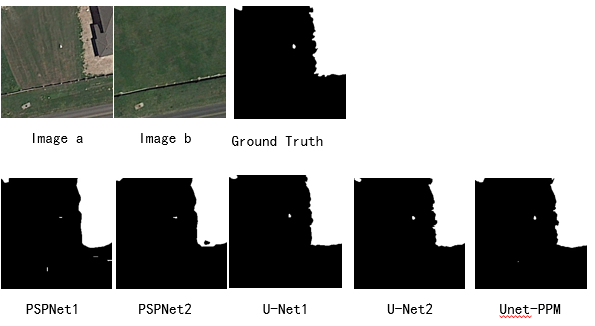 Image a
Image b
Ground Truth
PSPNet1
PSPNet2
U-Net1
U-Net2
Unet-PPM